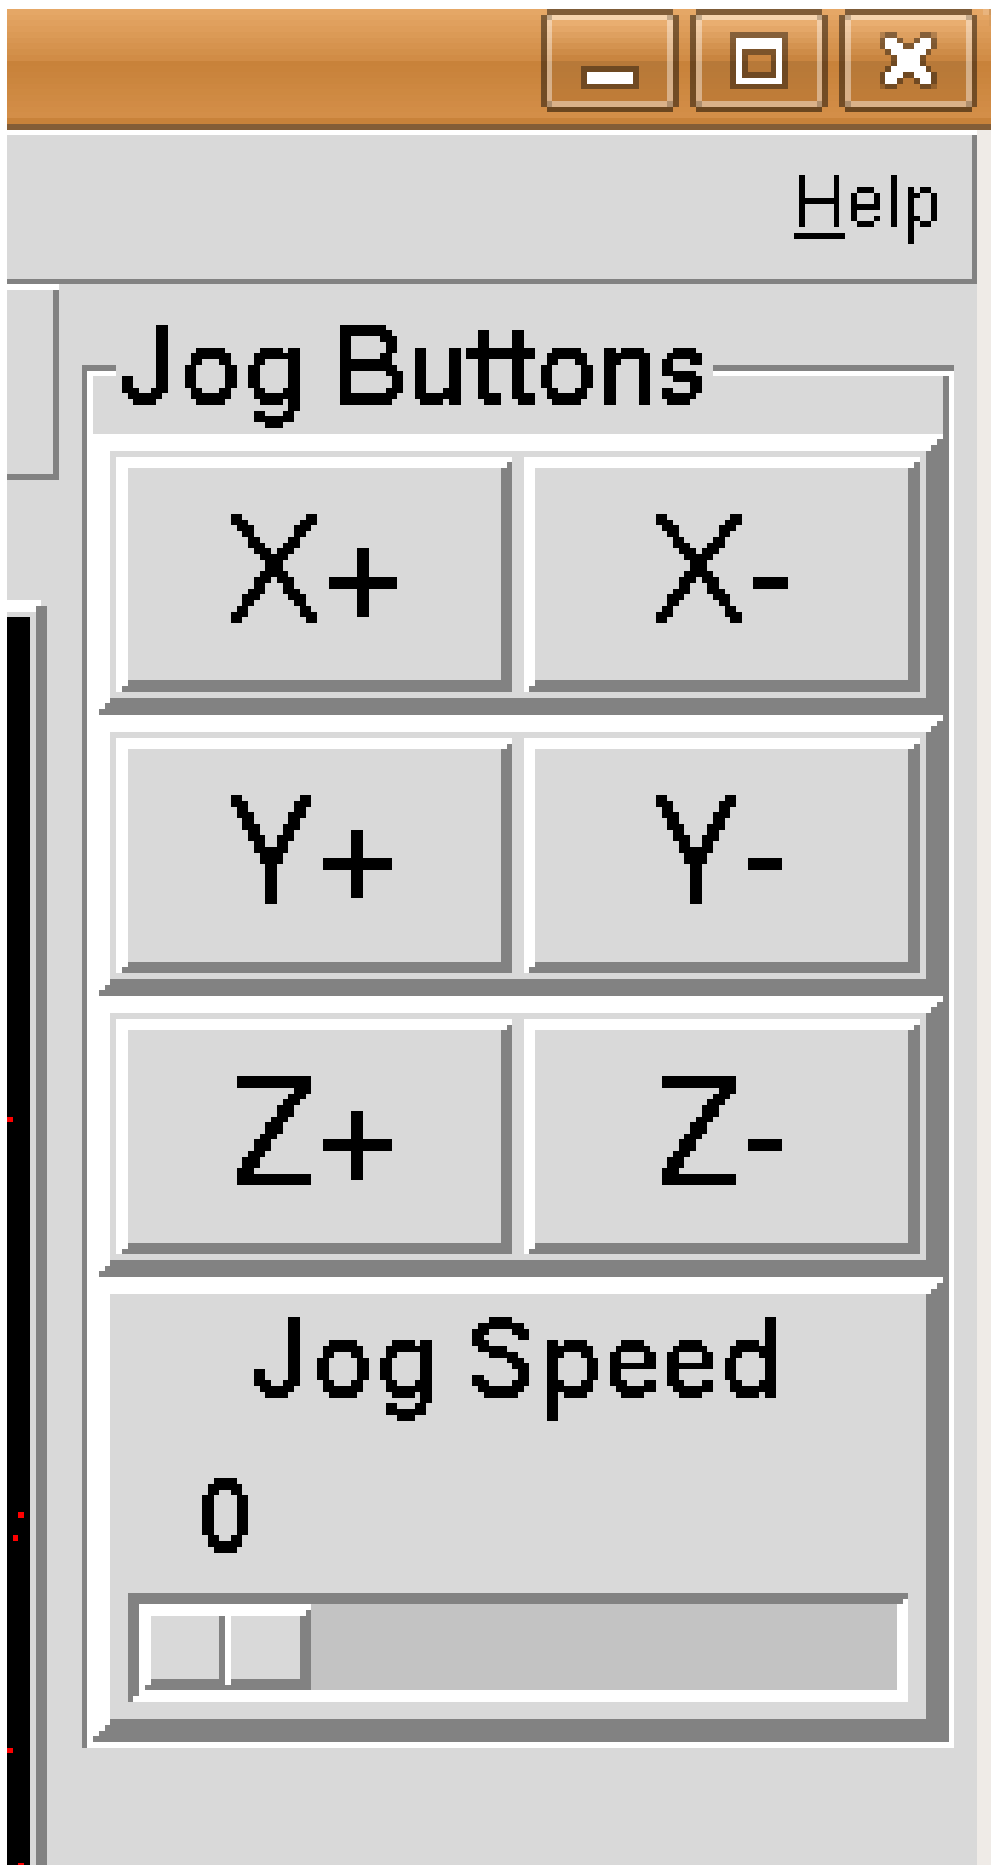 Help
Jog Buttons
X+ X-
Y+ Y-
Z+ Z-
Jog Speed
0